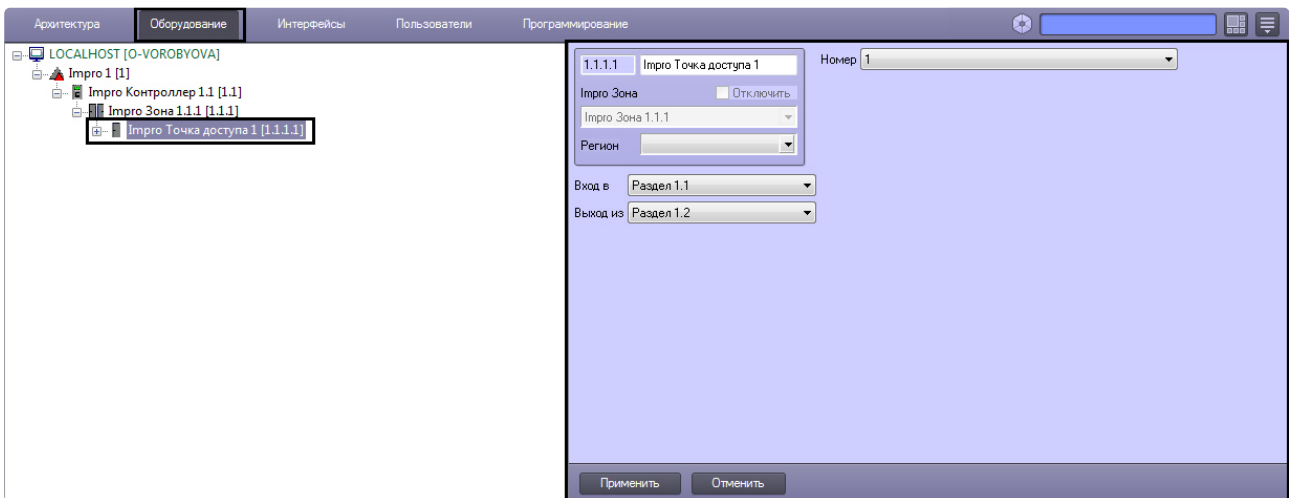 Архитектура Оборудование Интерфейсы Пользователи Программирование
LOCALHOST [O-VOROBYOVA]
Impro 1 [1]
Impro Контроллер 1.1 [1.1]
Impro Зона 1.1.1 [1.1.1]
Impro Точка доступа 1 [1.1.1.1]
1.1.1.1 Impro Точка доступа 1 Номер 1
Impro Зона Отключить
Impro Зона 1.1.1
Регион
Вход в Раздел 1.1
Выход из Раздел 1.2
Применить Отменить